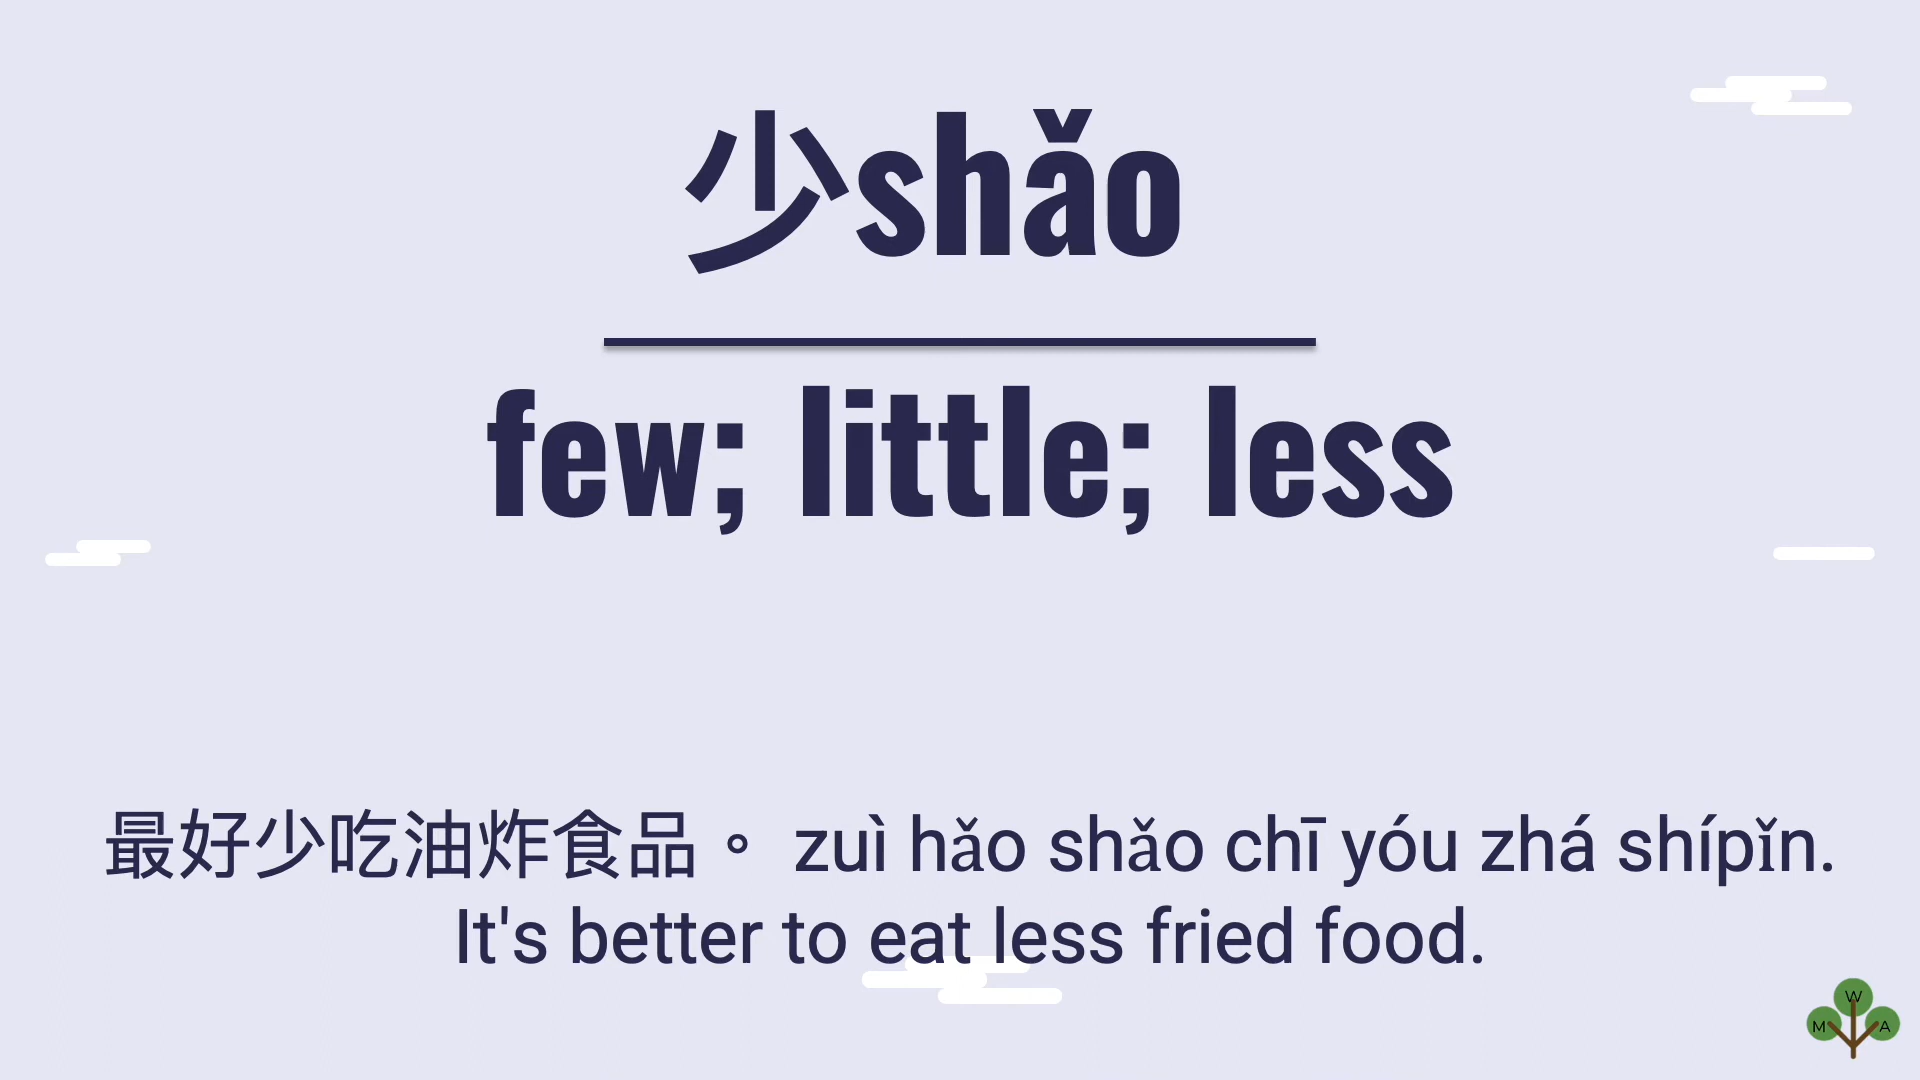 少shǎo
few; little; less
最好少吃油炸食品。 zuì hǎo shǎo chī yóu zhá shípǐn.
It's better to eat less fried food.
W
M A